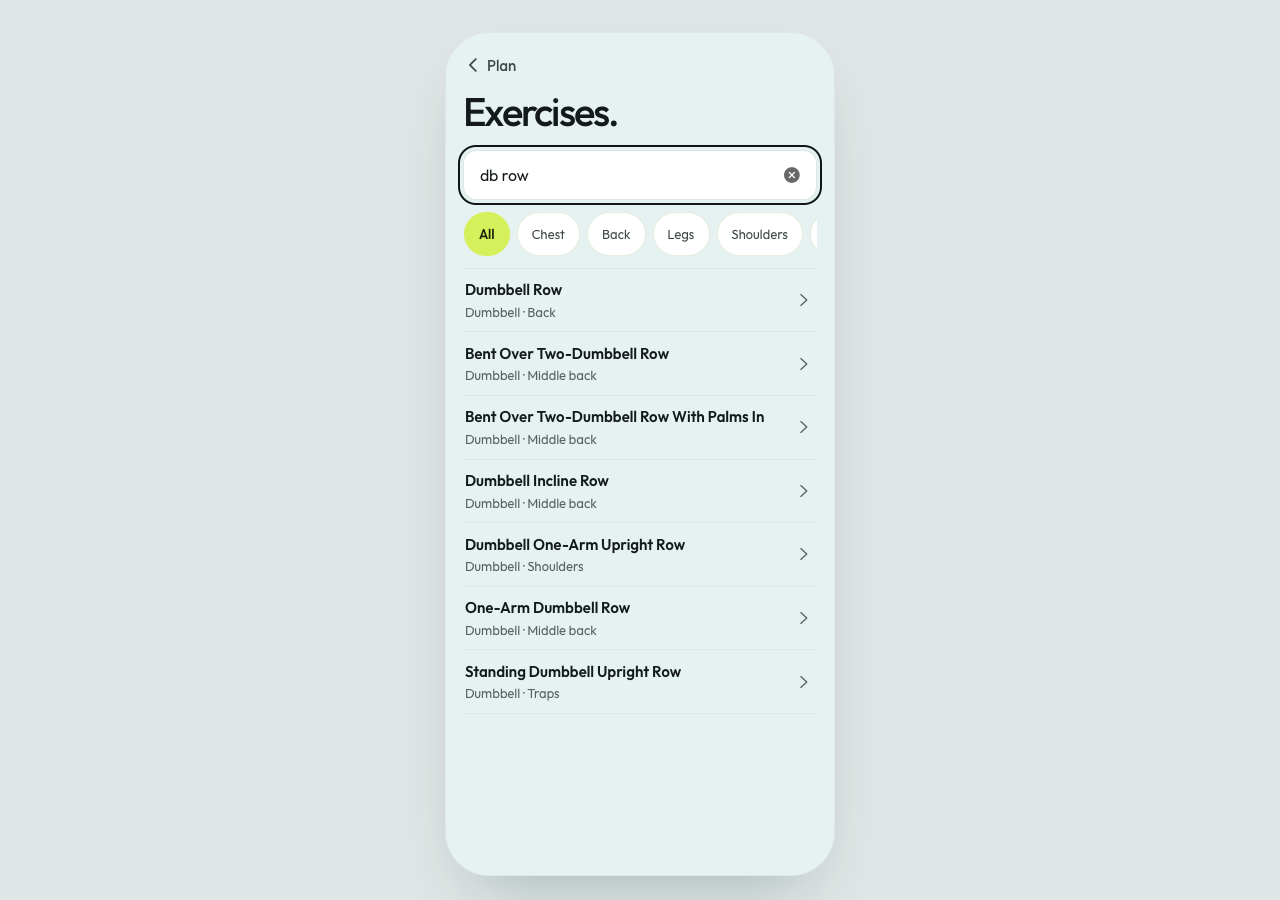 Plan
Exercises.
db row
All Chest Back Legs Shoulders
Dumbbell Row
Dumbbell · Back
Bent Over Two-Dumbbell Row
Dumbbell · Middle back
Bent Over Two-Dumbbell Row With Palms In
Dumbbell · Middle back
Dumbbell Incline Row
Dumbbell · Middle back
Dumbbell One-Arm Upright Row
Dumbbell · Shoulders
One-Arm Dumbbell Row
Dumbbell · Middle back
Standing Dumbbell Upright Row
Dumbbell · Traps